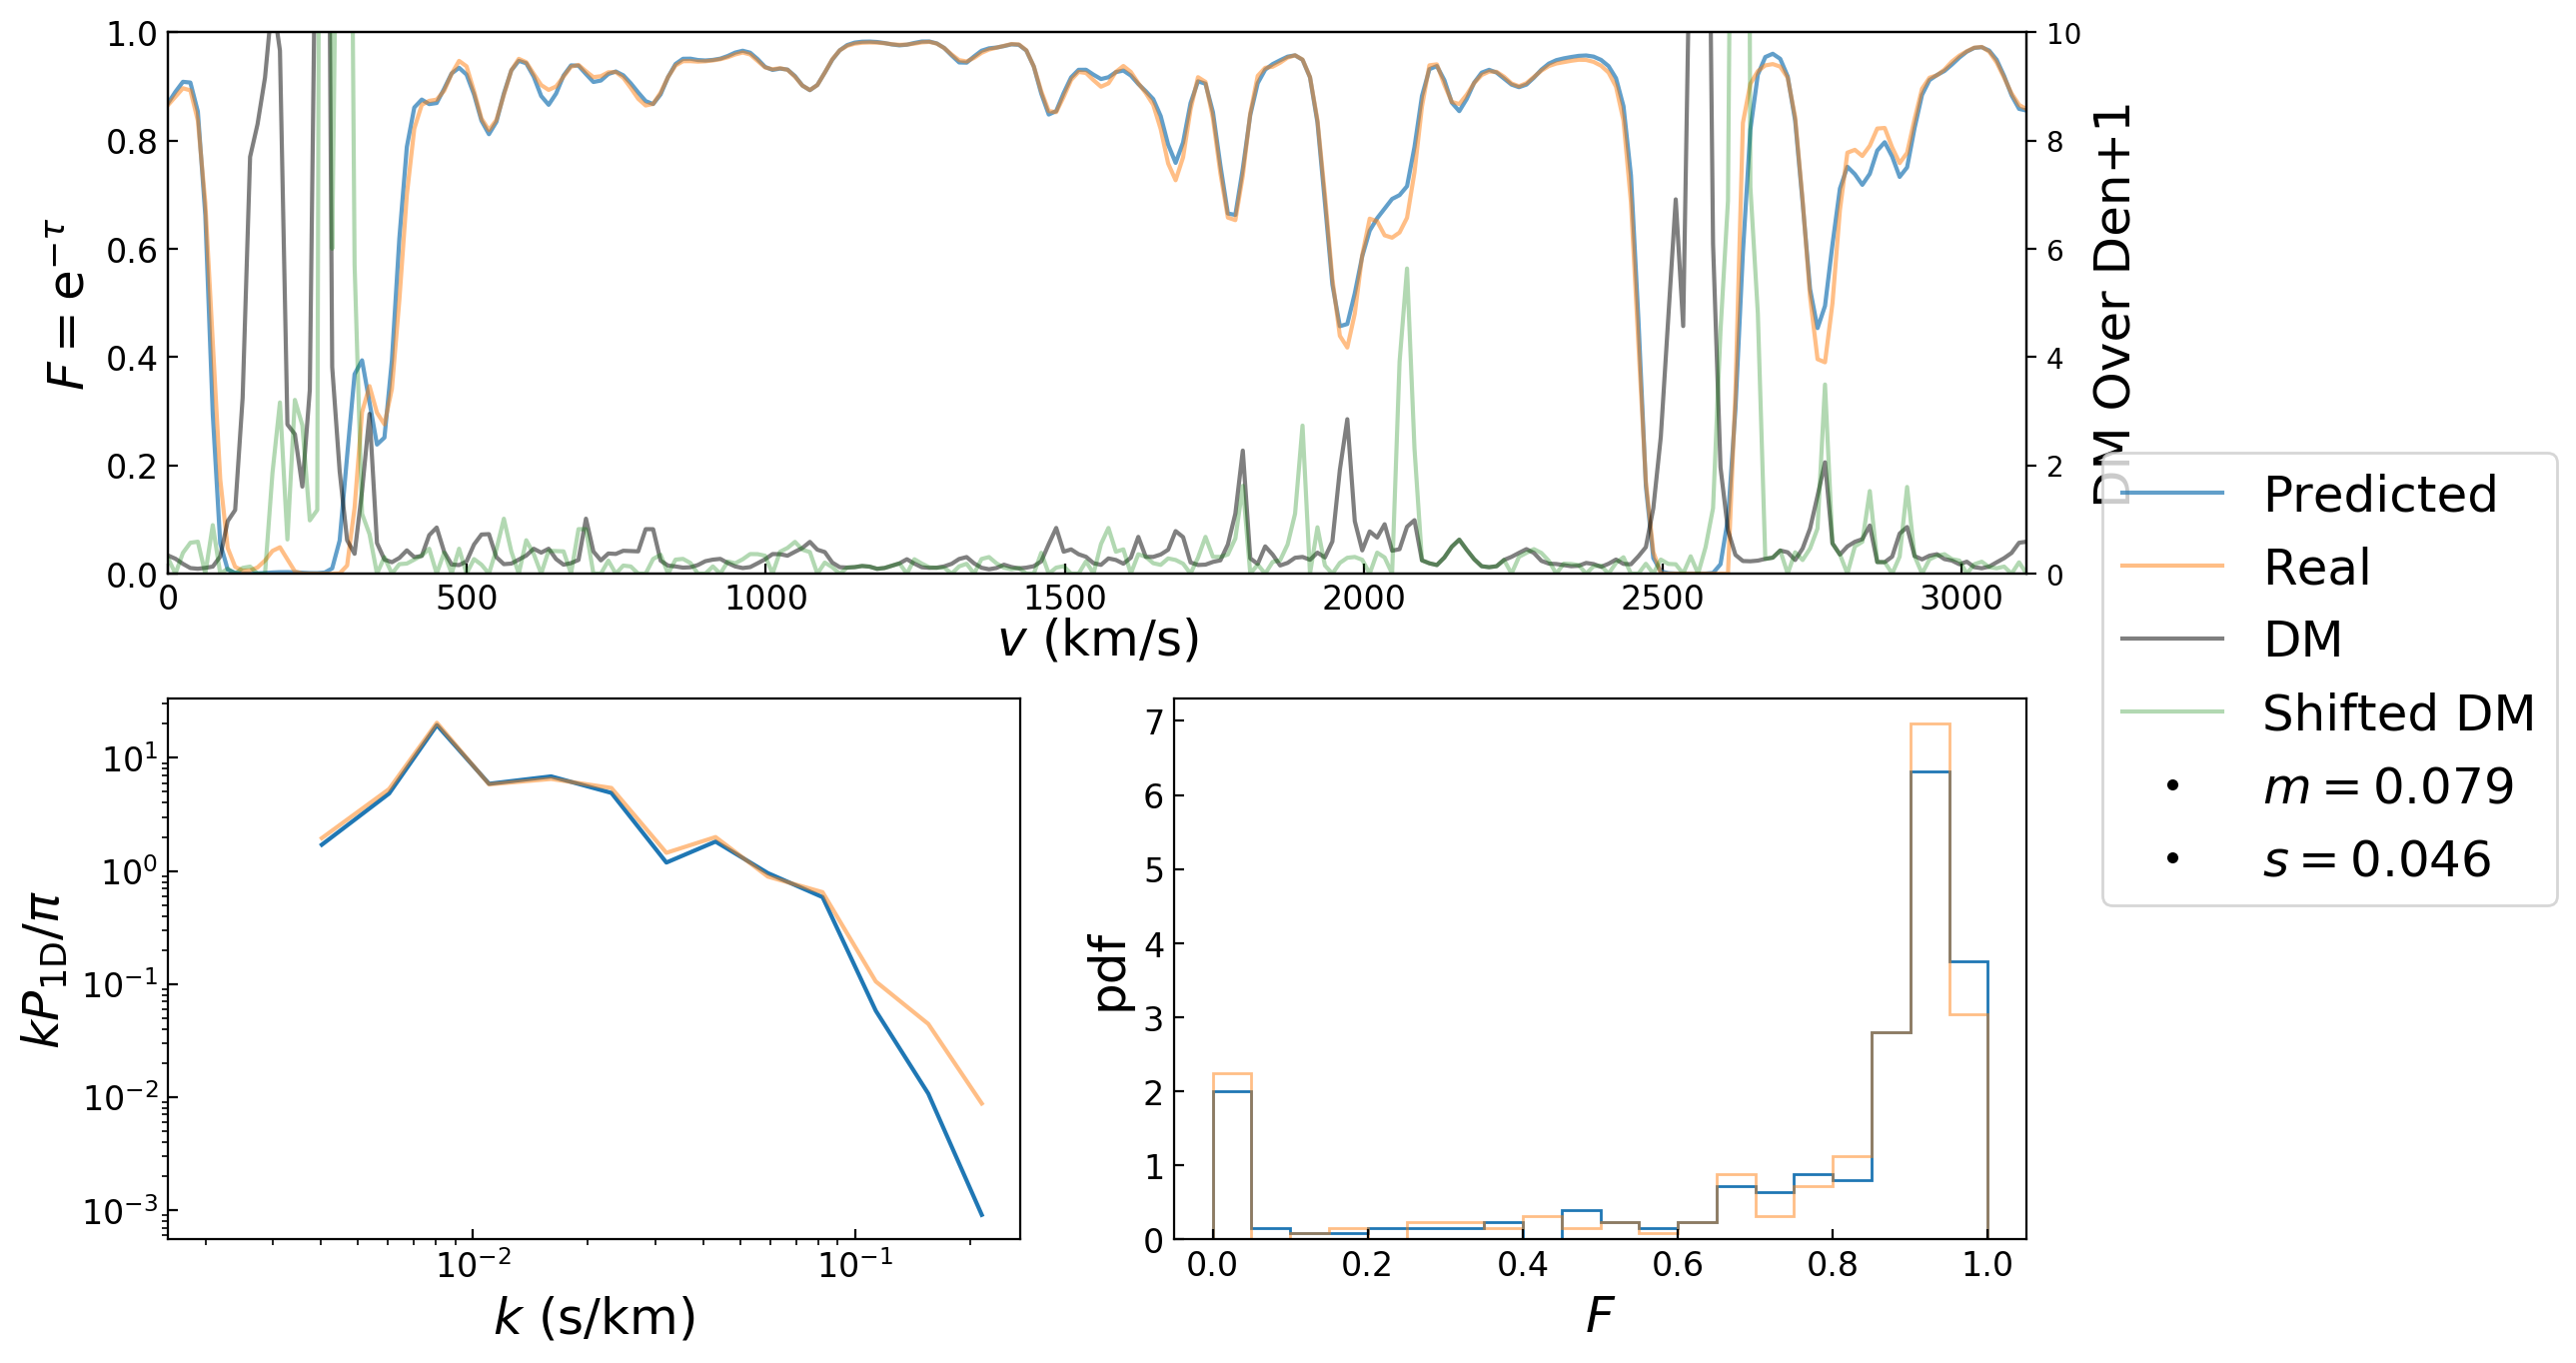 1.0
0.8
0.6
0.4
0.2
0.0
F = e^{−τ}
10
8
6
4
2
0
DM Over Den+1
0 500 1000 1500 2000 2500 3000
v (km/s)
Predicted
Real
DM
Shifted DM
m = 0.079
s = 0.046
10^1
10^0
10^{−1}
10^{−2}
10^{−3}
kP_{1D}/π
10^{−2} 10^{−1}
k (s/km)
7
6
5
4
3
2
1
0
pdf
0.0 0.2 0.4 0.6 0.8 1.0
F